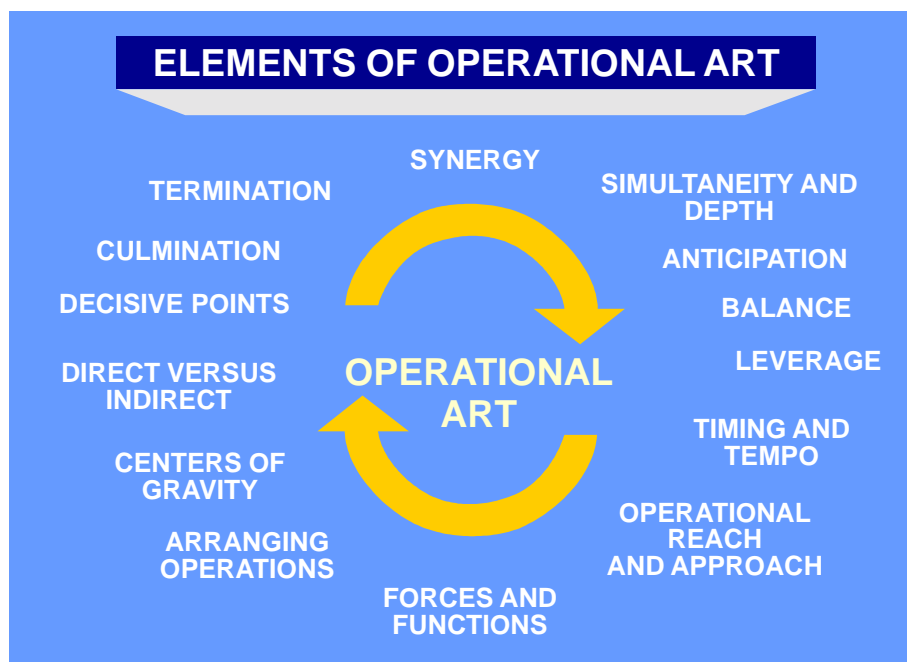 ELEMENTS OF OPERATIONAL ART
SYNERGY
SIMULTANEITY AND
DEPTH
ANTICIPATION
BALANCE
LEVERAGE
TIMING AND
TEMPO
OPERATIONAL
REACH
AND APPROACH
FORCES AND
FUNCTIONS
ARRANGING
OPERATIONS
CENTERS OF
GRAVITY
DIRECT VERSUS
INDIRECT
DECISIVE POINTS
CULMINATION
TERMINATION
OPERATIONAL
ART